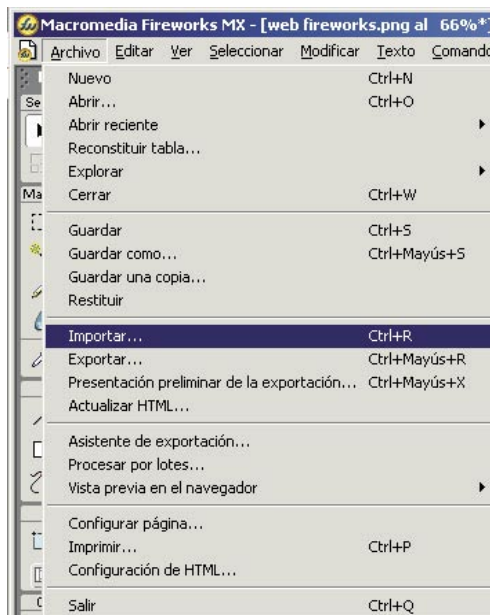 Macromedia Fireworks MX - [web fireworks.png al 66%*]
Archivo Editar Ver Seleccionar Modificar Texto Comando
Se
Ma
Nuevo Ctrl+N
Abrir... Ctrl+O
Abrir reciente
Reconstituir tabla...
Explorar
Cerrar Ctrl+W
Guardar Ctrl+S
Guardar como... Ctrl+Mayús+S
Guardar una copia...
Restituir
Importar... Ctrl+R
Exportar... Ctrl+Mayús+R
Presentación preliminar de la exportación... Ctrl+Mayús+X
Actualizar HTML...
Asistente de exportación...
Procesar por lotes...
Vista previa en el navegador
Configurar página...
Imprimir... Ctrl+P
Configuración de HTML...
Salir Ctrl+Q